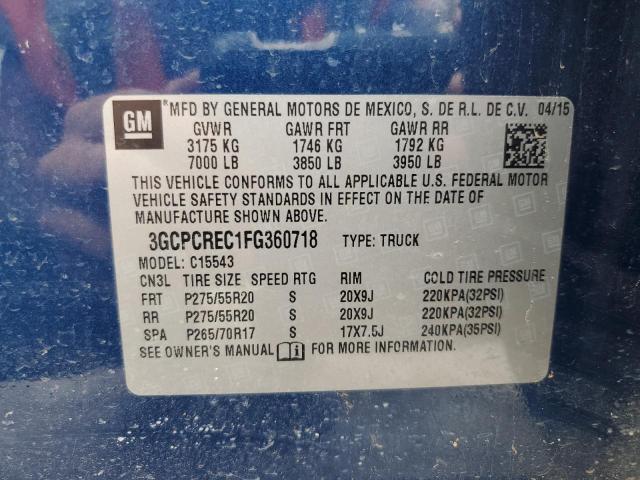 GM
MFD BY GENERAL MOTORS DE MEXICO, S. DE R.L. DE C.V. 04/15
GVWR GAWR FRT GAWR RR
3175 KG 1746 KG 1792 KG
7000 LB 3850 LB 3950 LB
THIS VEHICLE CONFORMS TO ALL APPLICABLE U.S. FEDERAL MOTOR
VEHICLE SAFETY STANDARDS IN EFFECT ON THE DATE OF
MANUFACTURE SHOWN ABOVE.
3GCPCREC1FG360718 TYPE: TRUCK
MODEL: C15543
CN3L TIRE SIZE SPEED RTG RIM COLD TIRE PRESSURE
FRT P275/55R20 S 20X9J 220KPA(32PSI)
RR P275/55R20 S 20X9J 220KPA(32PSI)
SPA P265/70R17 S 17X7.5J 240KPA(35PSI)
SEE OWNER'S MANUAL FOR MORE INFORMATION.